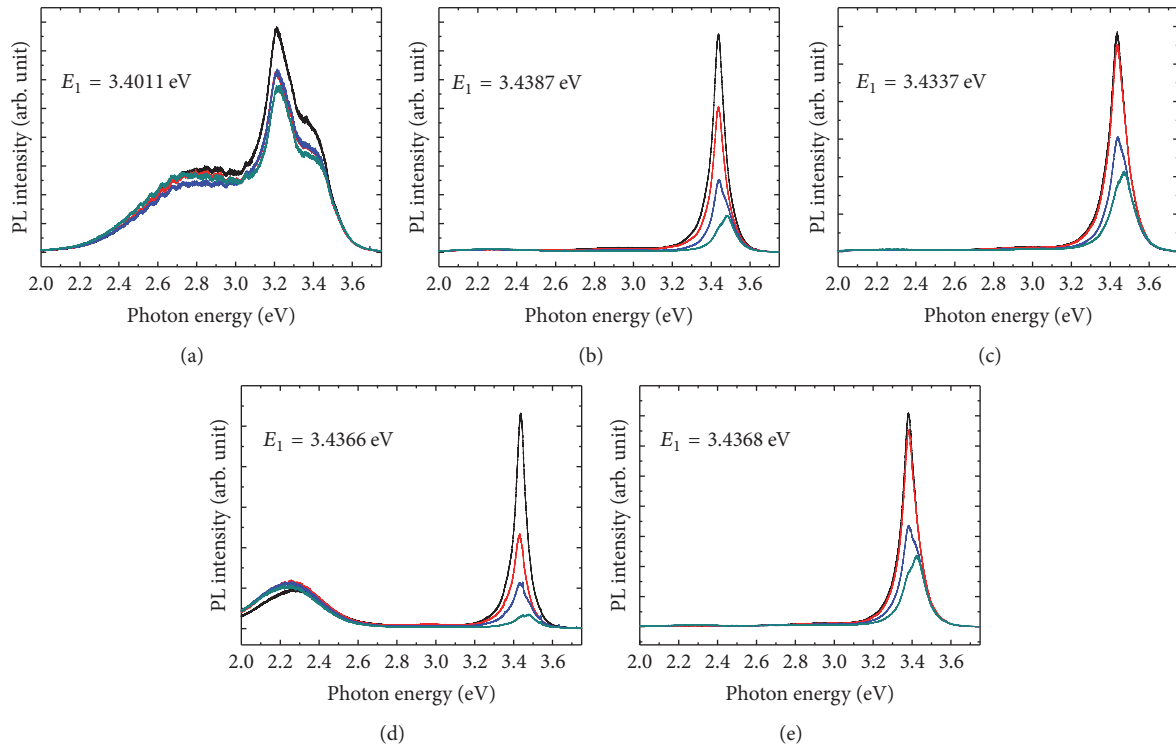 PL intensity (arb. unit)
E₁ = 3.4011 eV
2.0 2.2 2.4 2.6 2.8 3.0 3.2 3.4 3.6
Photon energy (eV)
(a)
PL intensity (arb. unit)
E₁ = 3.4387 eV
2.0 2.2 2.4 2.6 2.8 3.0 3.2 3.4 3.6
Photon energy (eV)
(b)
PL intensity (arb. unit)
E₁ = 3.4337 eV
2.0 2.2 2.4 2.6 2.8 3.0 3.2 3.4 3.6
Photon energy (eV)
(c)
PL intensity (arb. unit)
E₁ = 3.4366 eV
2.0 2.2 2.4 2.6 2.8 3.0 3.2 3.4 3.6
Photon energy (eV)
(d)
PL intensity (arb. unit)
E₁ = 3.4368 eV
2.0 2.2 2.4 2.6 2.8 3.0 3.2 3.4 3.6
Photon energy (eV)
(e)